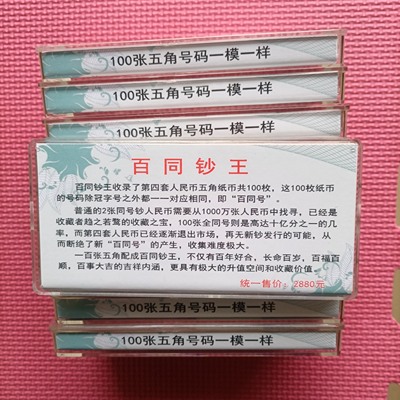 100张五角号码一模一样
100张五角号码一模一样
100张五角号码一模一样
百同钞王
百同钞王收录了第四套人民币五角纸币共100枚，这100枚纸币
的号码除冠字号之外都一一对应相同，即“百同号”。
普通的2张同号钞人民币需要从1000万张人民币中找寻，已经是
收藏者趋之若鹜的收藏之宝，100张全同号则是高达十亿分之一的几
率，而第四套人民币已经逐渐退出市场，再无新钞发行的可能，从
而断绝了新“百同号”的产生，收集难度极大。
一百张五角配成百同钞王，不仅有百年好合，长命百岁，百福百
顺，百事大吉的吉祥内涵，更具有极大的升值空间和收藏价值。
统一售价：2880元
100张五角号码一模一样
100张五角号码一模一样